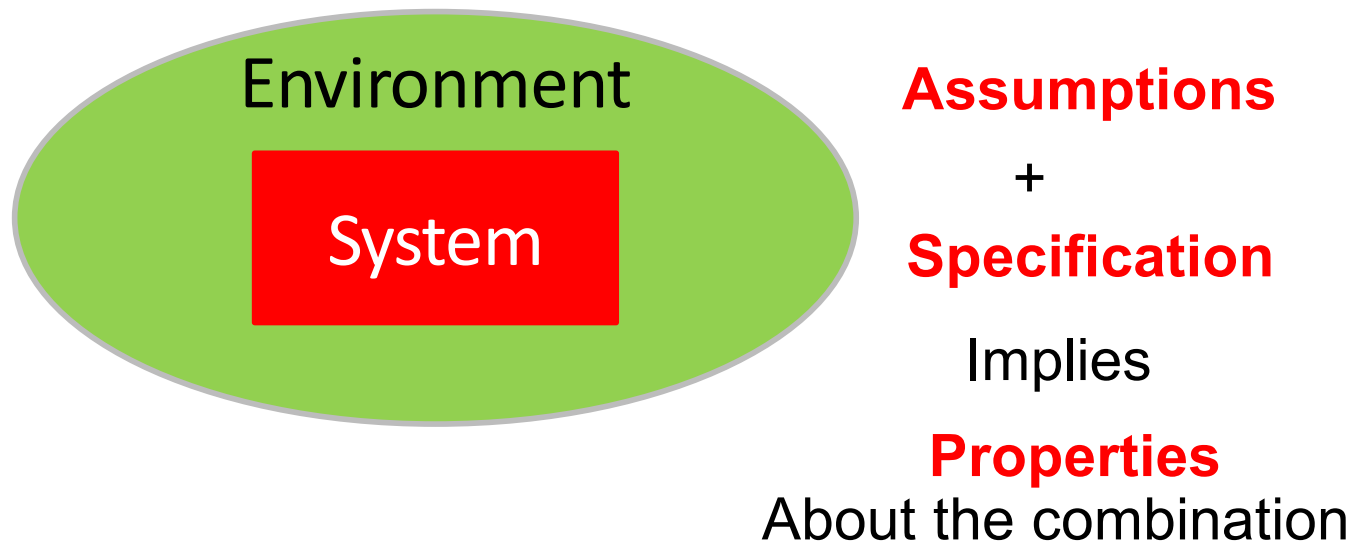 Environment
System
Assumptions
+
Specification
Implies
Properties
About the combination